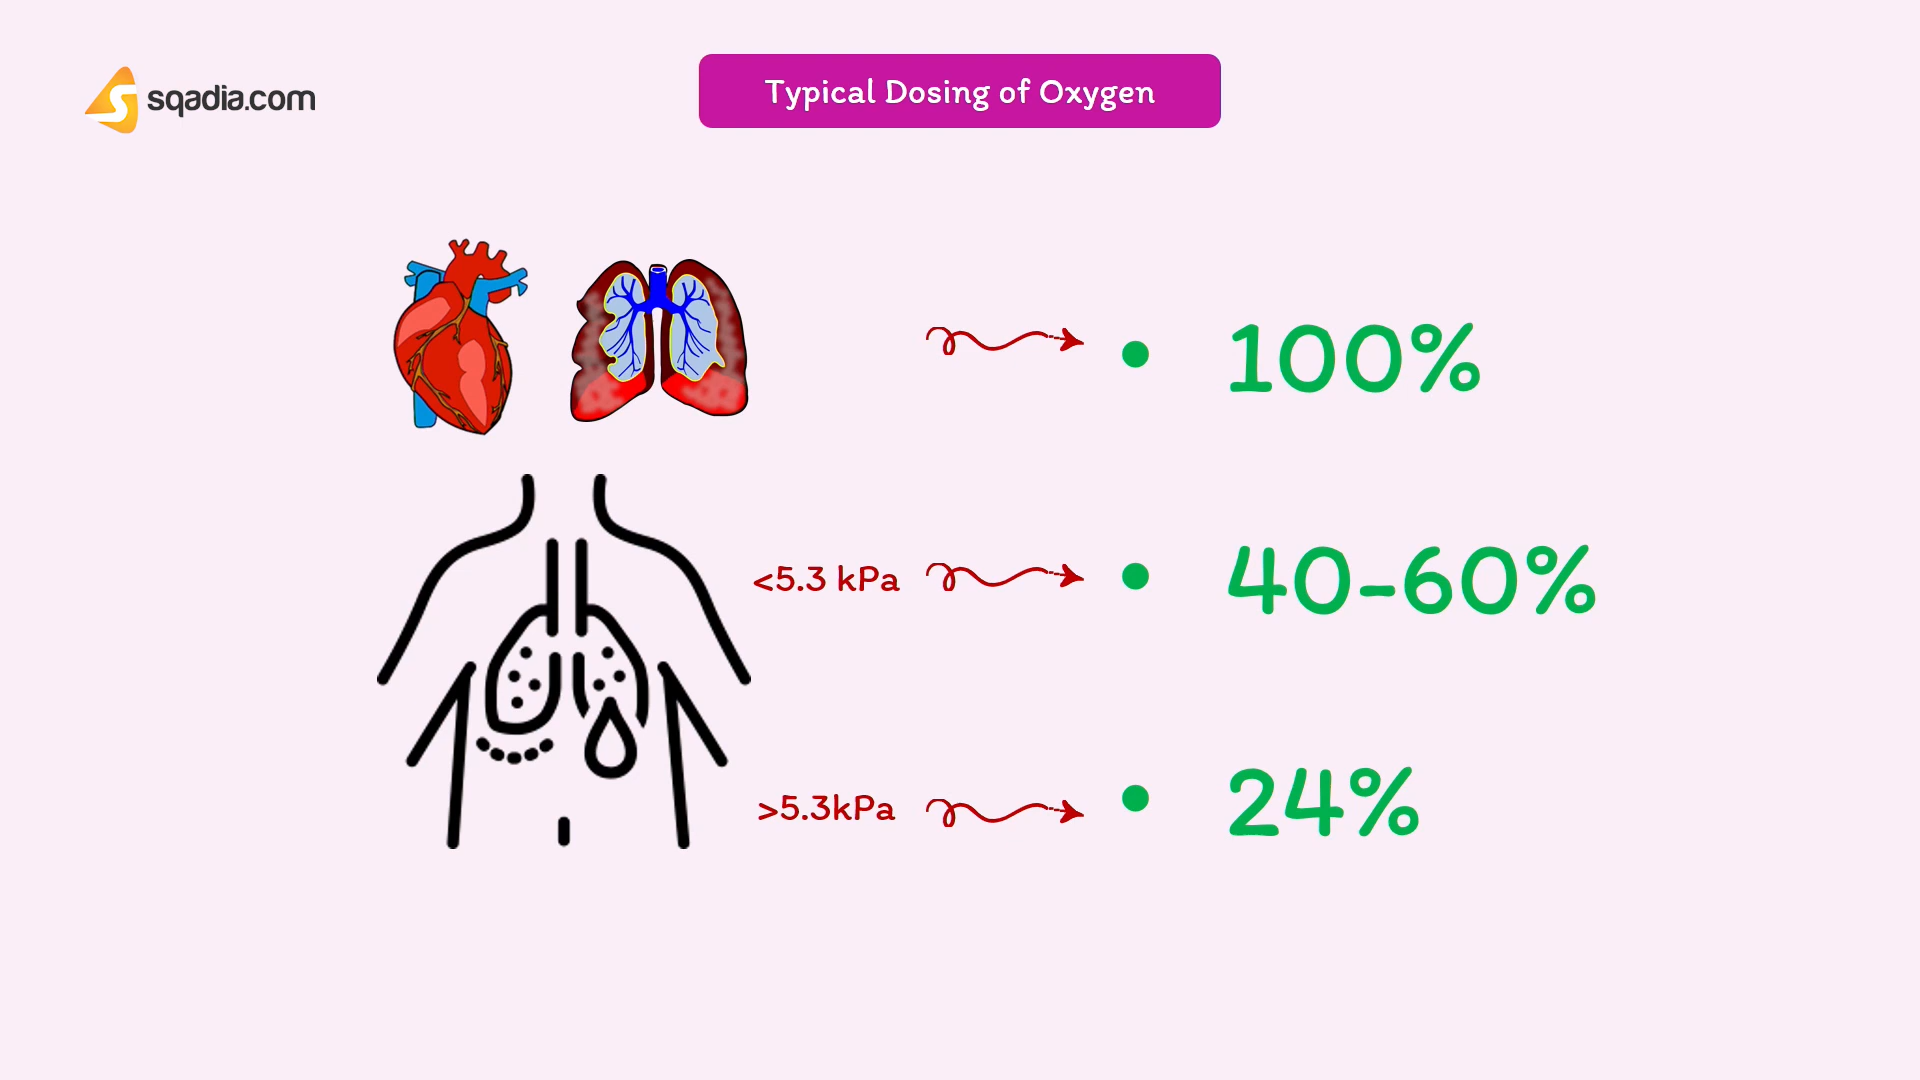 sqadia.com
Typical Dosing of Oxygen
• 100%
<5.3 kPa
• 40-60%
>5.3kPa
• 24%